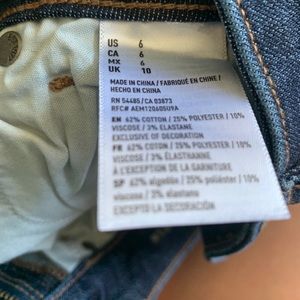 US 6
CA 6
MX 6
UK 10
MADE IN CHINA / FABRIQUÉ EN CHINE /
HECHO EN CHINA
RN 54485/CA 03873
RFC# AEM12060509A
EN 62% COTTON / 25% POLYESTER / 10%
VISCOSE / 3% ELASTANE
EXCLUSIVE OF DECORATION
FR 62% COTON / 25% POLYESTER / 10%
VISCOSE / 3% ÉLASTHANNE
À L'EXCEPTION DE LA GARNITURE
SP 62% algodón / 25% poliéster / 10%
viscosa / 3% elastane
EXCEPTO LA DECORACIÓN